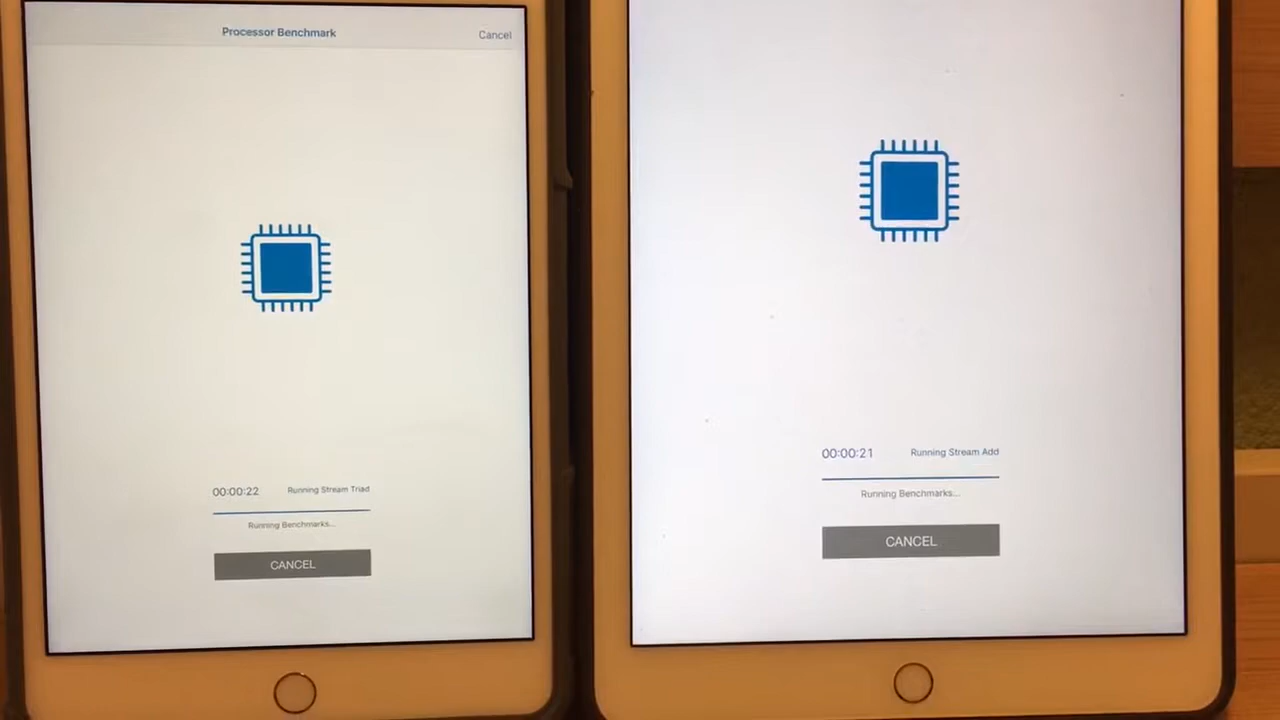 Processor Benchmark
Cancel
00:00:22
Running Stream Triad
Running Benchmarks...
CANCEL
00:00:21
Running Stream Add
Running Benchmarks...
CANCEL